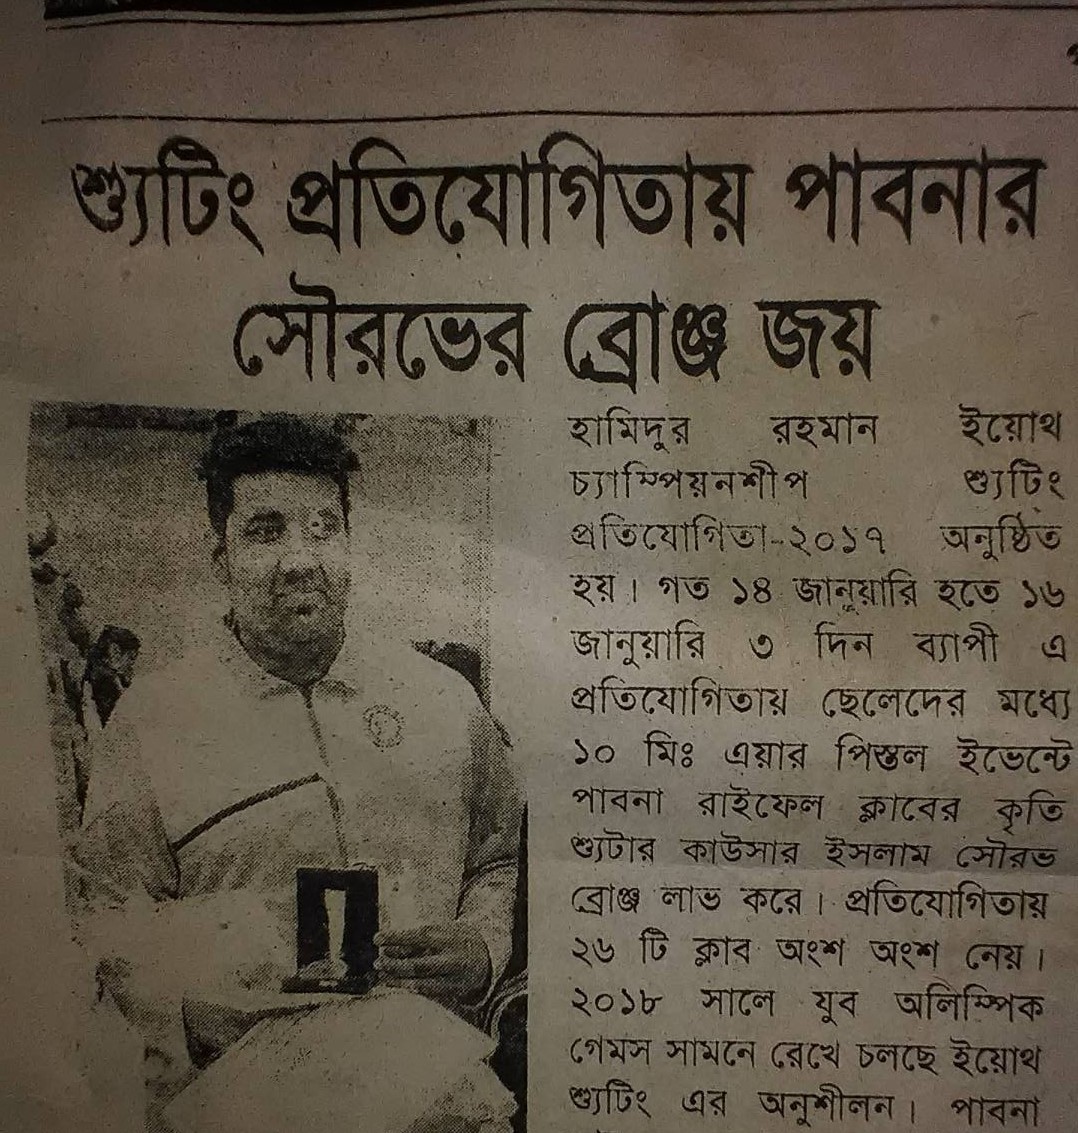 শ্যুটিং প্রতিযোগিতায় পাবনার
সৌরভের ব্রোঞ্জ জয়
হামিদুর রহমান ইয়োথ
চ্যাম্পিয়নশীপ শ্যুটিং
প্রতিযোগিতা-২০১৭ অনুষ্ঠিত
হয়। গত ১৪ জানুয়ারি হতে ১৬
জানুয়ারি ৩ দিন ব্যাপী এ
প্রতিযোগিতায় ছেলেদের মধ্যে
১০ মিঃ এয়ার পিস্তল ইভেন্টে
পাবনা রাইফেল ক্লাবের কৃতি
শ্যুটার কাউসার ইসলাম সৌরভ
ব্রোঞ্জ লাভ করে। প্রতিযোগিতায়
২৬ টি ক্লাব অংশ অংশ নেয়।
২০১৮ সালে যুব অলিম্পিক
গেমস সামনে রেখে চলছে ইয়োথ
শ্যুটিং এর অনুশীলন। পাবনা